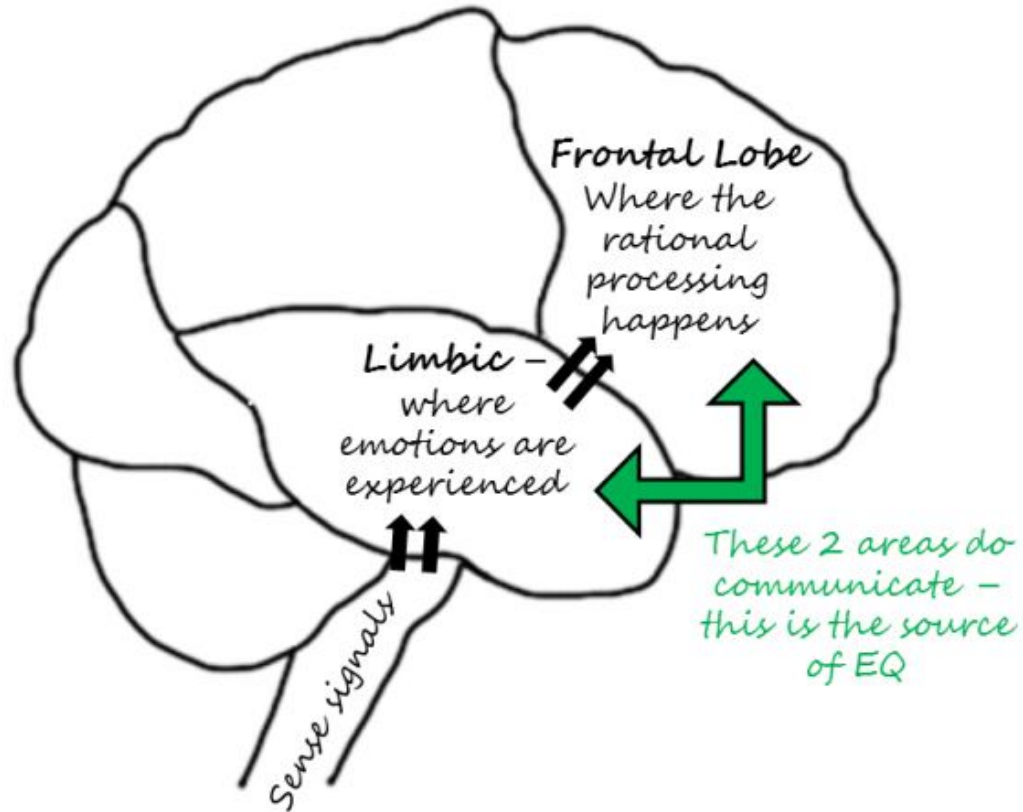 Frontal Lobe
Where the
rational
processing
happens
Limbic –
where
emotions are
experienced
These 2 areas do
communicate –
this is the source
of EQ
Sense signals